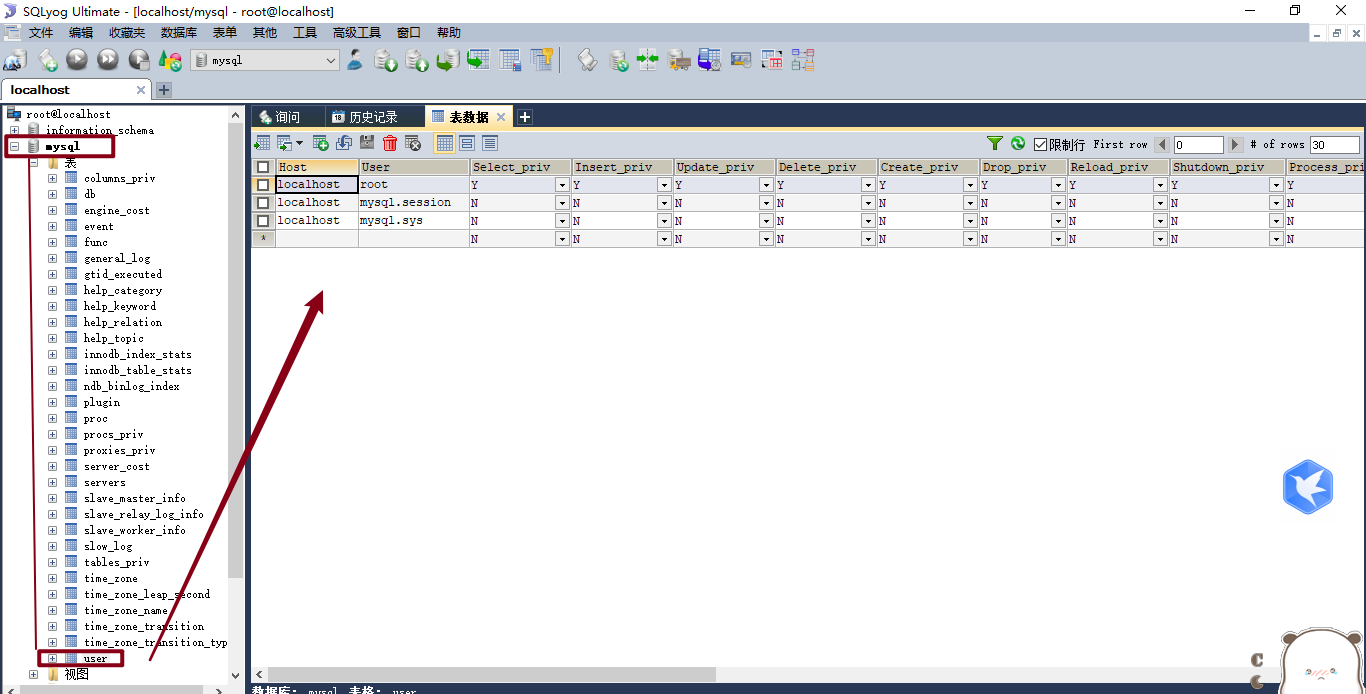 SQLyog Ultimate - [localhost/mysql - root@localhost]
文件 编辑 收藏夹 数据库 表单 其他 工具 高级工具 窗口 帮助
mysql
localhost
root@localhost
information_schema
mysql
表
columns_priv
db
engine_cost
event
func
general_log
gtid_executed
help_category
help_keyword
help_relation
help_topic
innodb_index_stats
innodb_table_stats
ndb_binlog_index
plugin
proc
procs_priv
proxies_priv
server_cost
servers
slave_master_info
slave_relay_log_info
slave_worker_info
slow_log
tables_priv
time_zone
time_zone_leap_second
time_zone_name
time_zone_transition
time_zone_transition_typ
user
视图
询问 历史记录 表数据
限制行 First row 0 # of rows 30
Host User Select_priv Insert_priv Update_priv Delete_priv Create_priv Drop_priv Reload_priv Shutdown_priv Process_pri
localhost root Y Y Y Y Y Y Y Y Y
localhost mysql.session N N N N N N N N N
localhost mysql.sys N N N N N N N N N
* N N N N N N N N N
数据库: mysql 表格: user